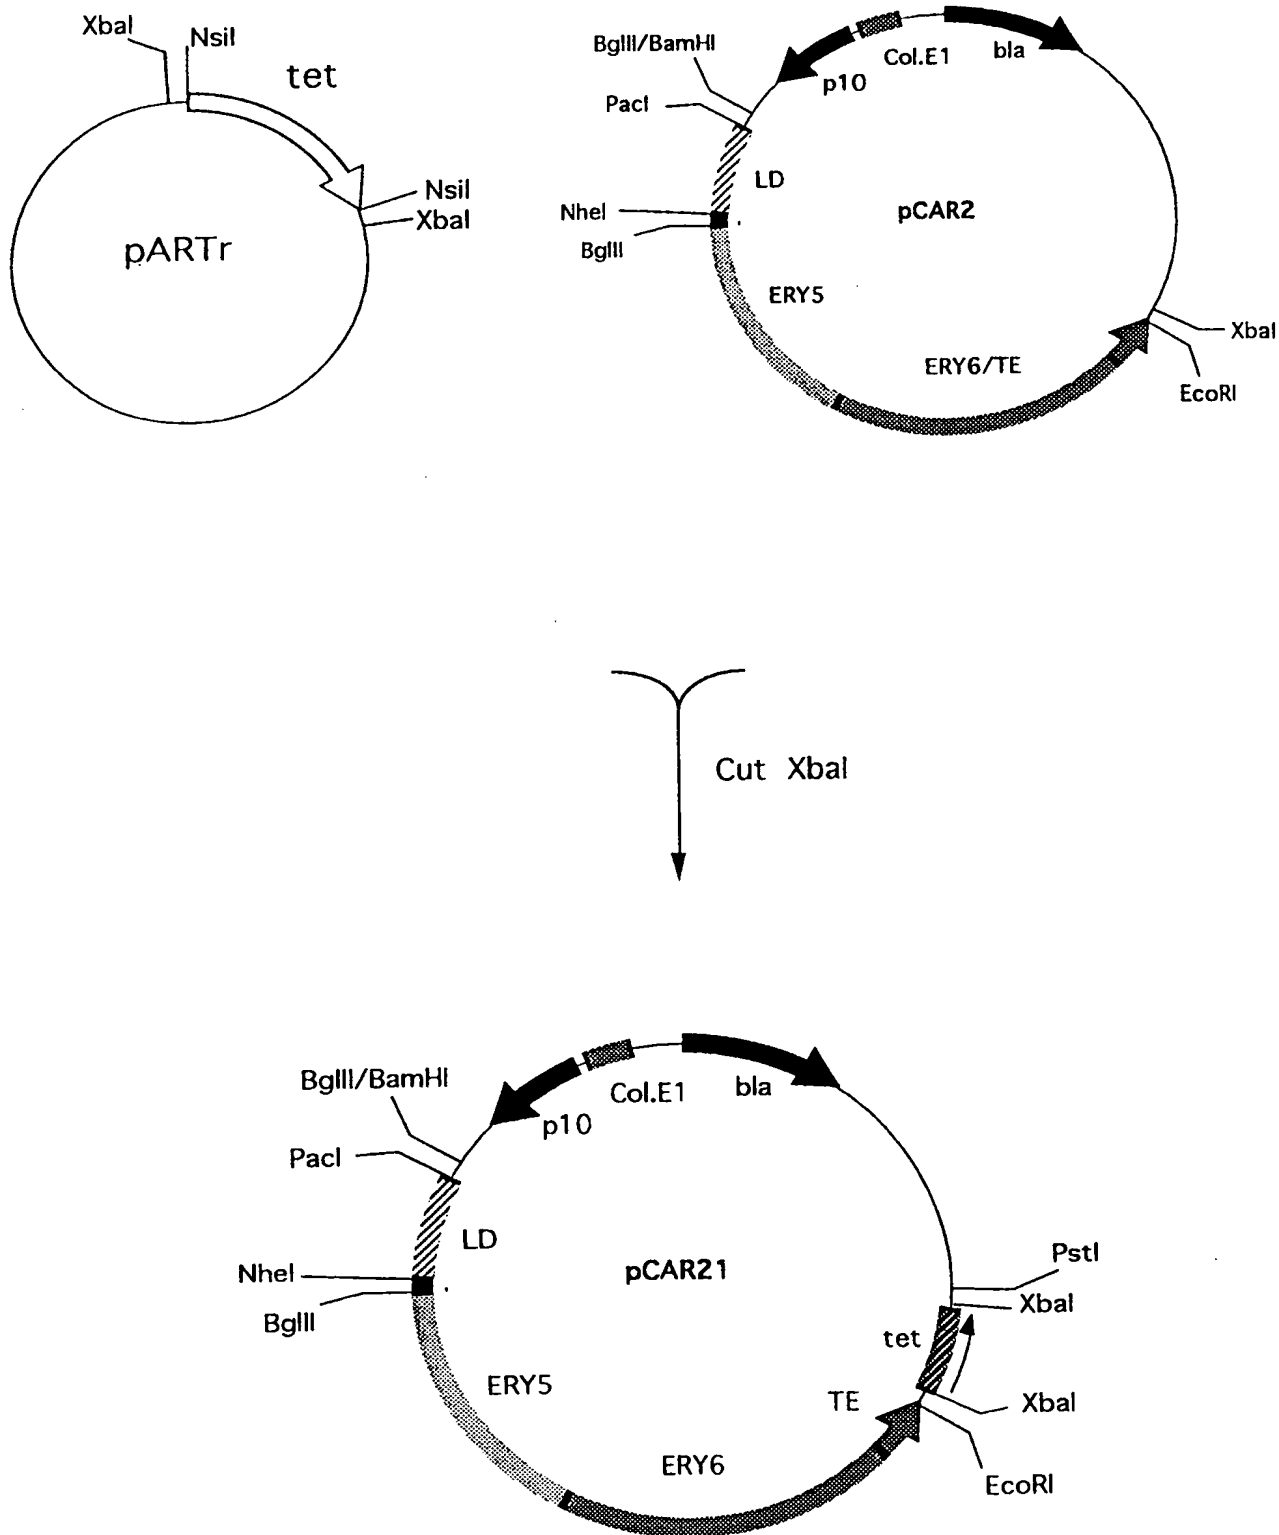 XbaI
NsiI
tet
NsiI
XbaI
pARTr
BglII/BamHI
p10
Col.E1
bla
PacI
LD
NheI
BglII
pCAR2
ERY5
ERY6/TE
XbaI
EcoRI
Cut XbaI
BglII/BamHI
p10
Col.E1
bla
PacI
LD
NheI
BglII
pCAR21
PstI
XbaI
tet
ERY5
TE
XbaI
ERY6
EcoRI